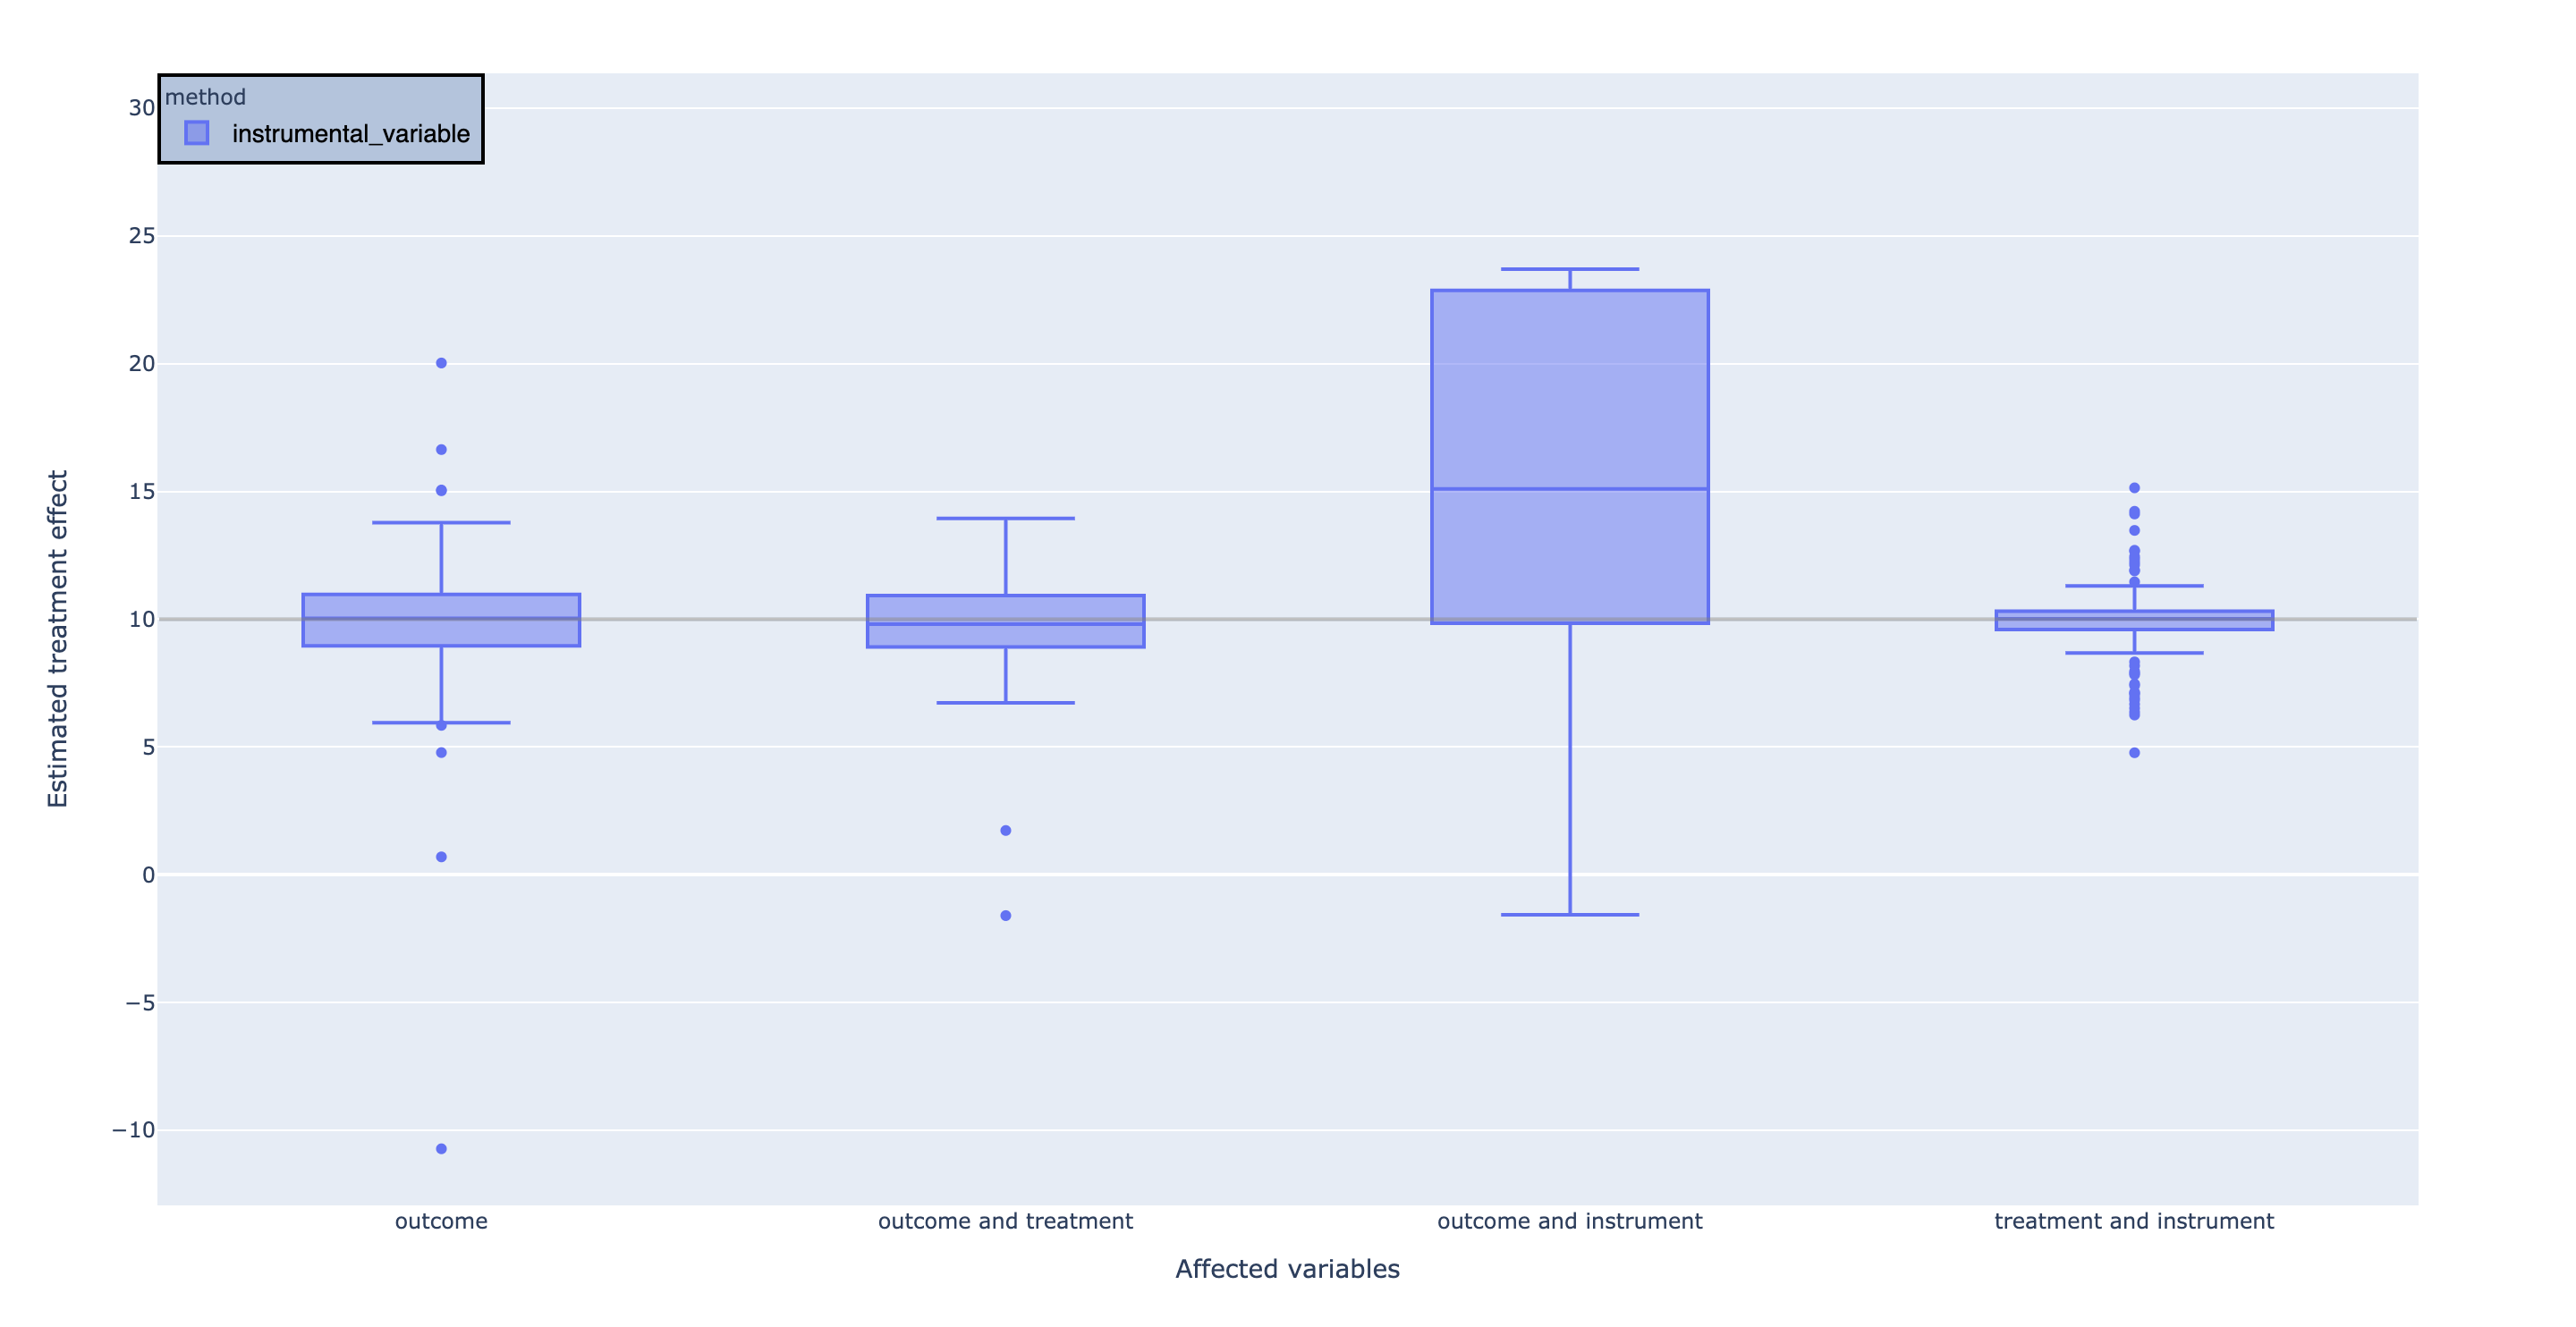 method
instrumental_variable
30
25
20
15
10
5
0
−5
−10
Estimated treatment effect
outcome
outcome and treatment
outcome and instrument
treatment and instrument
Affected variables